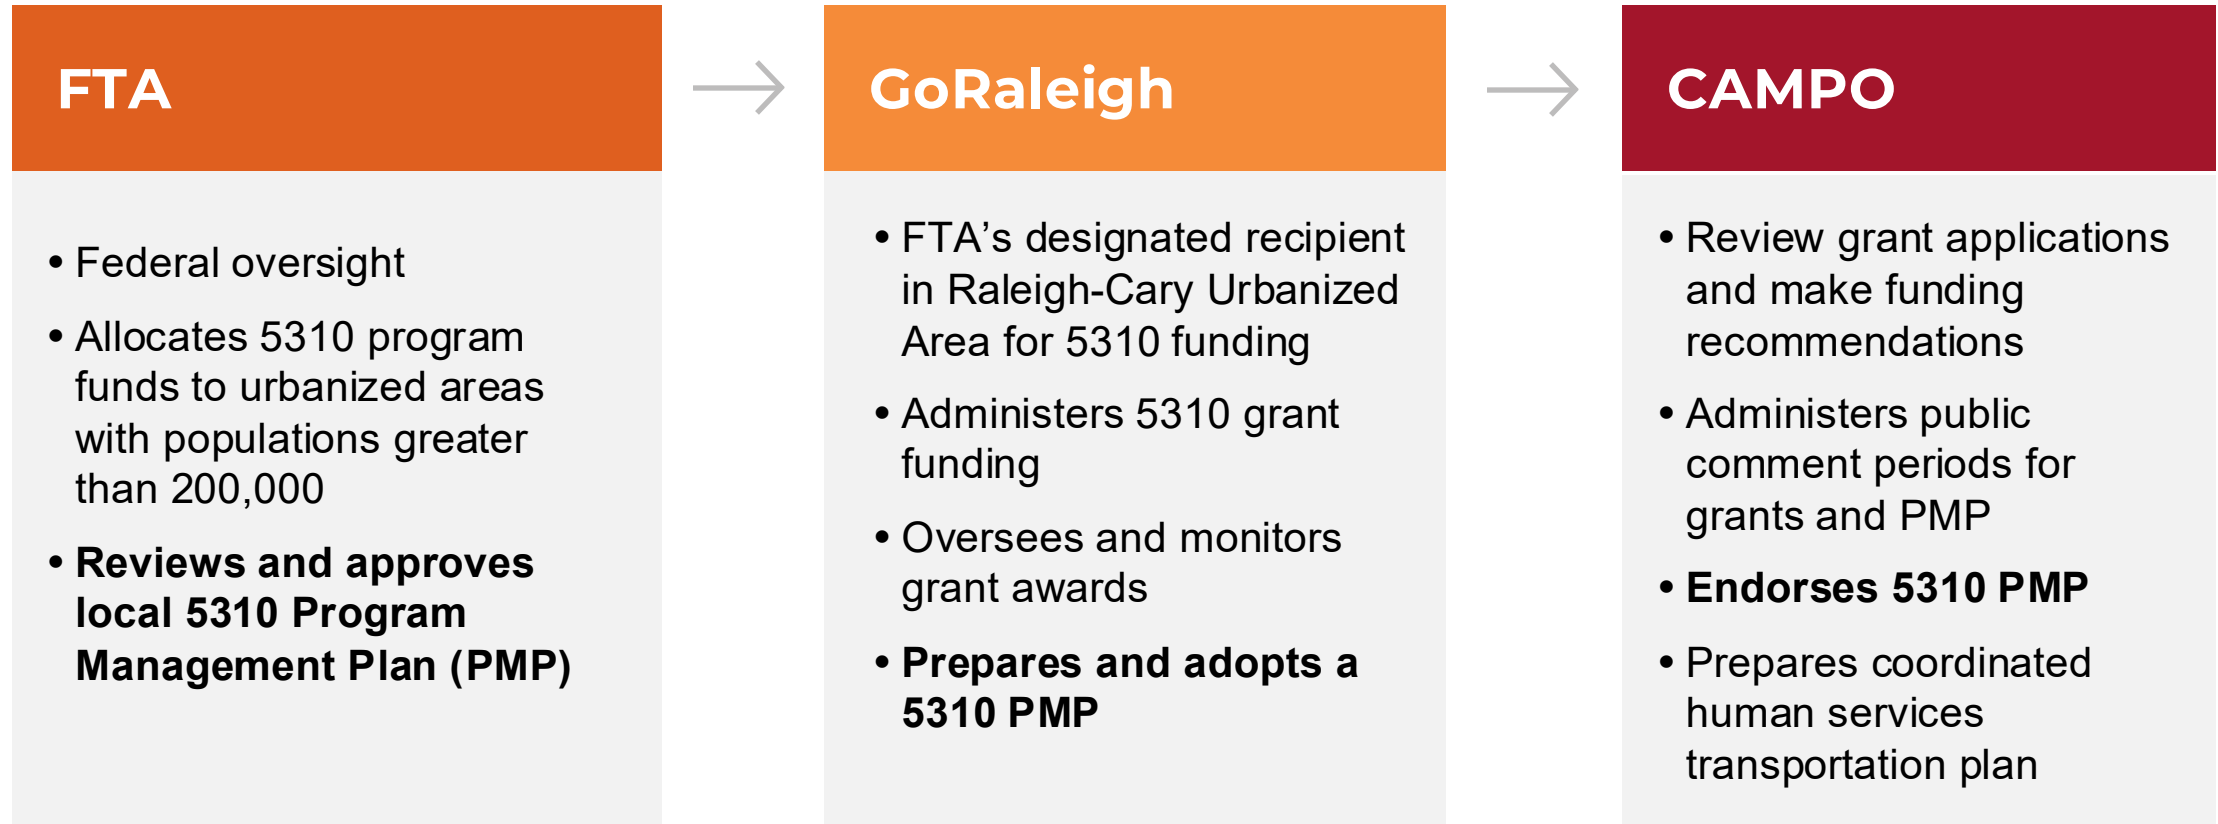 FTA
• Federal oversight
• Allocates 5310 program
funds to urbanized areas
with populations greater
than 200,000
• Reviews and approves
local 5310 Program
Management Plan (PMP)
GoRaleigh
• FTA’s designated recipient
in Raleigh-Cary Urbanized
Area for 5310 funding
• Administers 5310 grant
funding
• Oversees and monitors
grant awards
• Prepares and adopts a
5310 PMP
CAMPO
• Review grant applications
and make funding
recommendations
• Administers public
comment periods for
grants and PMP
• Endorses 5310 PMP
• Prepares coordinated
human services
transportation plan